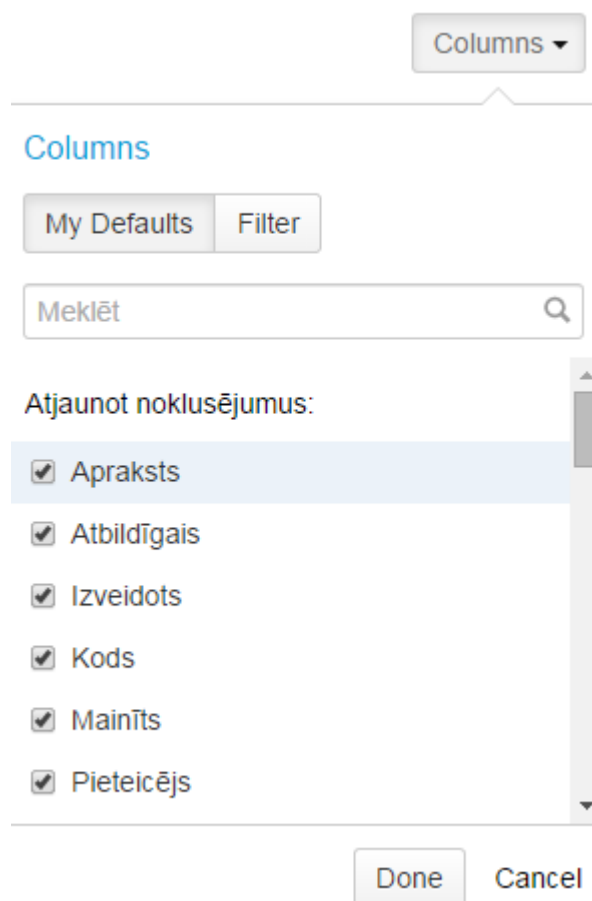 Columns
Columns
My Defaults Filter
Meklēt
Atjaunot noklusējumus:
Apraksts
Atbildīgais
Izveidots
Kods
Mainīts
Pieteicējs
Done Cancel